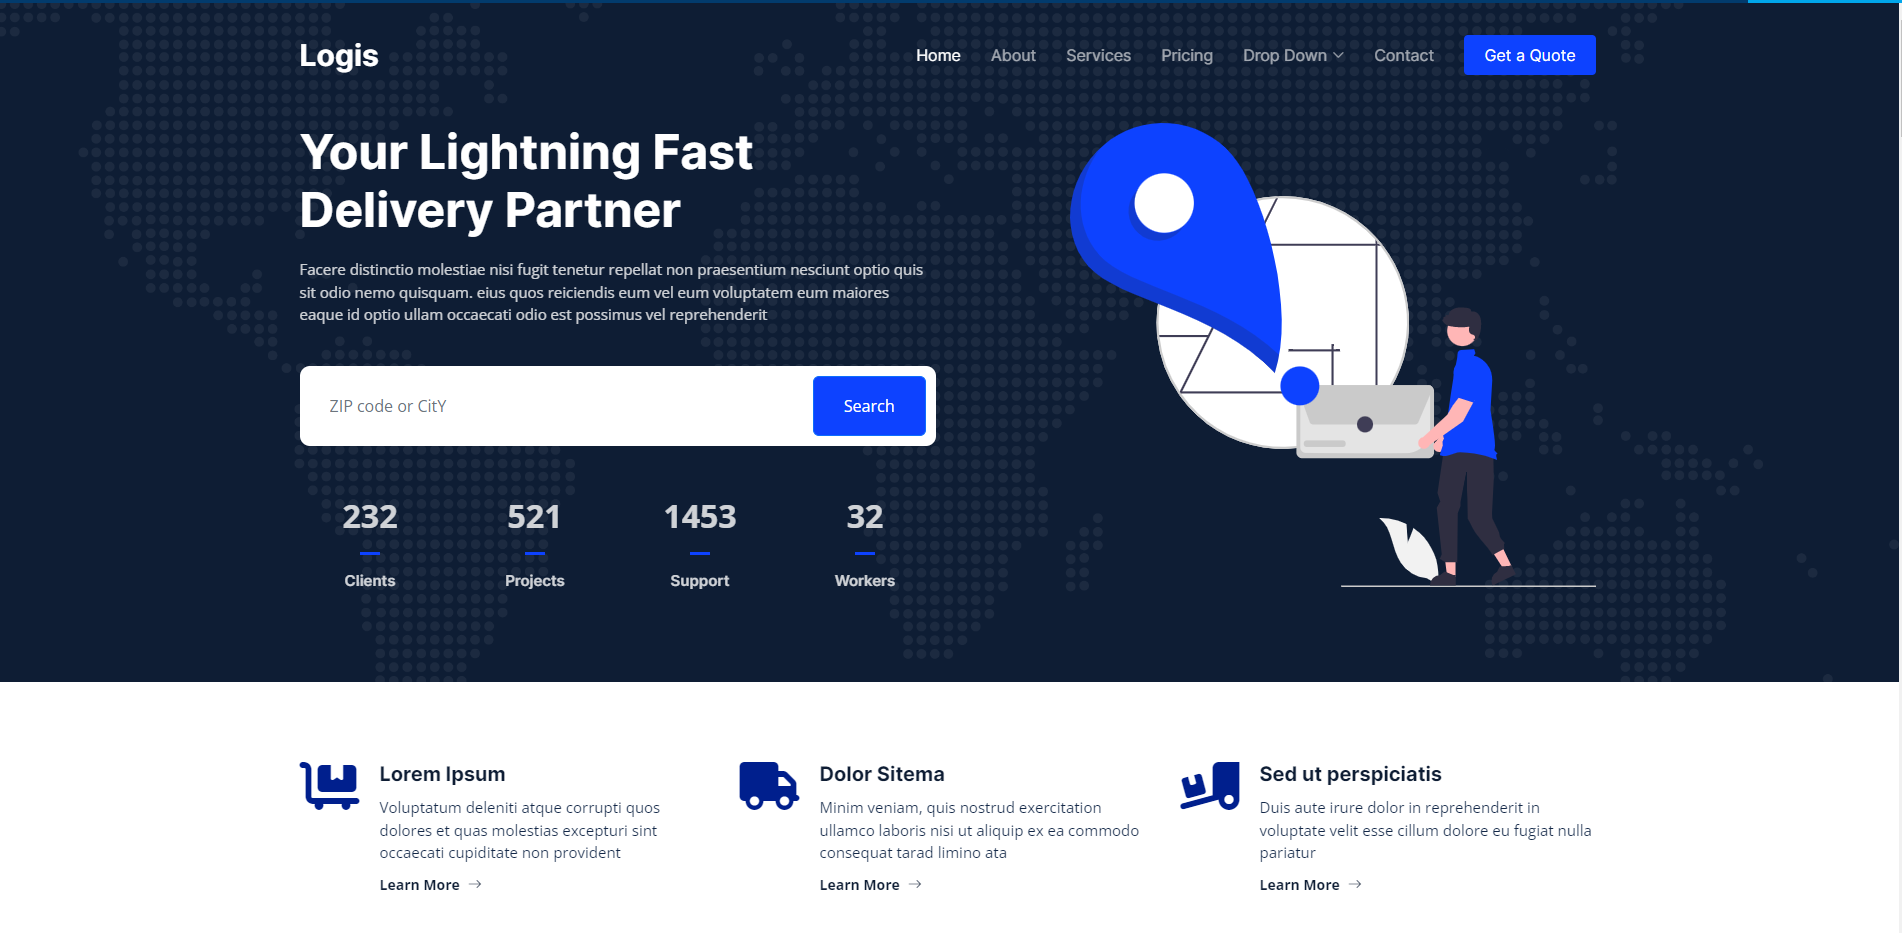 Logis
Home
About
Services
Pricing
Drop Down
Contact
Get a Quote
Your Lightning Fast
Delivery Partner
Facere distinctio molestiae nisi fugit tenetur repellat non praesentium nesciunt optio quis
sit odio nemo quisquam. eius quos reiciendis eum vel eum voluptatem eum maiores
eaque id optio ullam occaecati odio est possimus vel reprehenderit
ZIP code or CitY
Search
232
Clients
521
Projects
1453
Support
32
Workers
Lorem Ipsum
Voluptatum deleniti atque corrupti quos
dolores et quas molestias excepturi sint
occaecati cupiditate non provident
Learn More
Dolor Sitema
Minim veniam, quis nostrud exercitation
ullamco laboris nisi ut aliquip ex ea commodo
consequat tarad limino ata
Learn More
Sed ut perspiciatis
Duis aute irure dolor in reprehenderit in
voluptate velit esse cillum dolore eu fugiat nulla
pariatur
Learn More